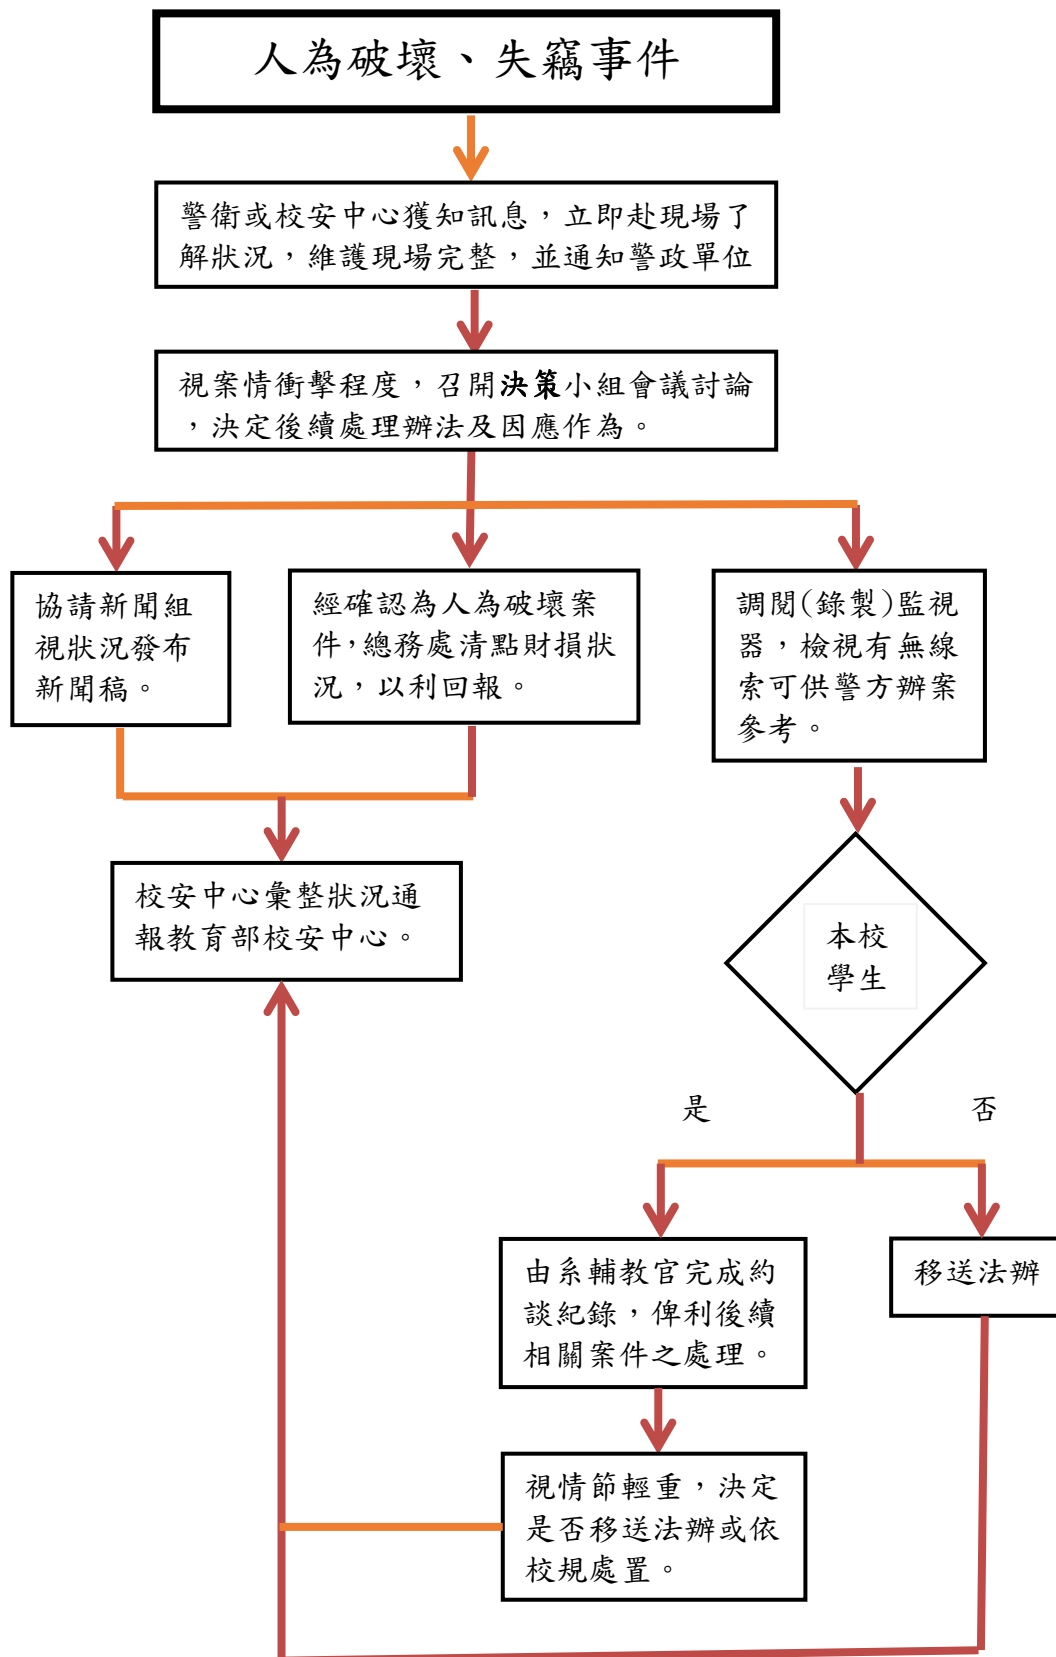 人為破壞、失竊事件
警衛或校安中心獲知訊息，立即赴現場了
解狀況，維護現場完整，並通知警政單位
視案情衝擊程度，召開決策小組會議討論
，決定後續處理辦法及因應作為。
協請新聞組
視狀況發布
新聞稿。
經確認為人為破壞案
件，總務處清點財損狀
況，以利回報。
調閱(錄製)監視
器，檢視有無線
索可供警方辦案
參考。
校安中心彙整狀況通
報教育部校安中心。
本校
學生
是
否
由系輔教官完成約
談紀錄，俾利後續
相關案件之處理。
移送法辦
視情節輕重，決定
是否移送法辦或依
校規處置。